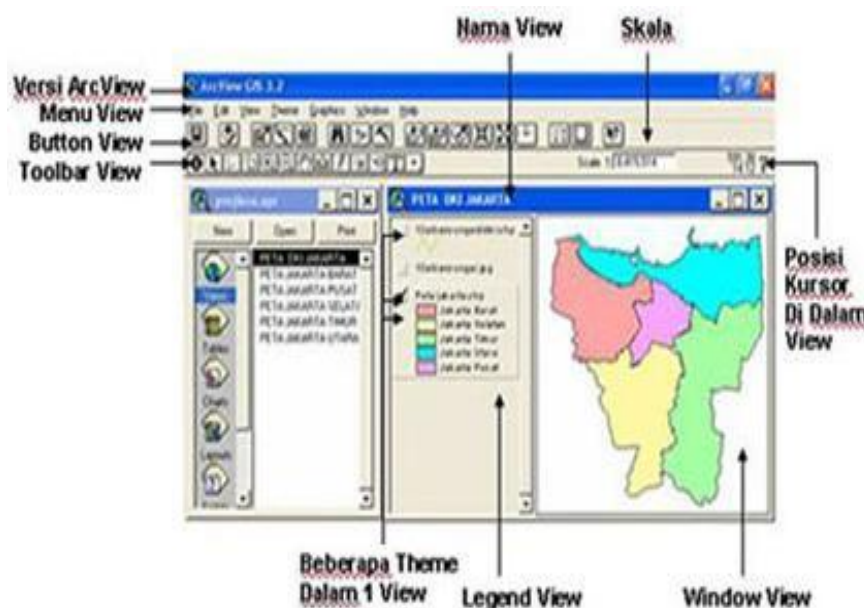 Nama View
Skala
Versi ArcView
ArcView GIS 3.2
Menu View
File Edit View Theme Graphics Window Help
Button View
Toolbar View
Scale 1:
PETA DKI JAKARTA
New Open Print
PETA DKI JAKARTA
PETA JAKARTA BARAT
PETA JAKARTA PUSAT
PETA JAKARTA SELATA
PETA JAKARTA TIMUR
PETA JAKARTA UTARA
Views
Tables
Charts
Layouts
Jakarta Barat
Jakarta Selatan
Jakarta Timur
Jakarta Utara
Jakarta Pusat
Posisi
Kursor
Di Dalam
View
Beberapa Theme
Dalam 1 View
Legend View
Window View